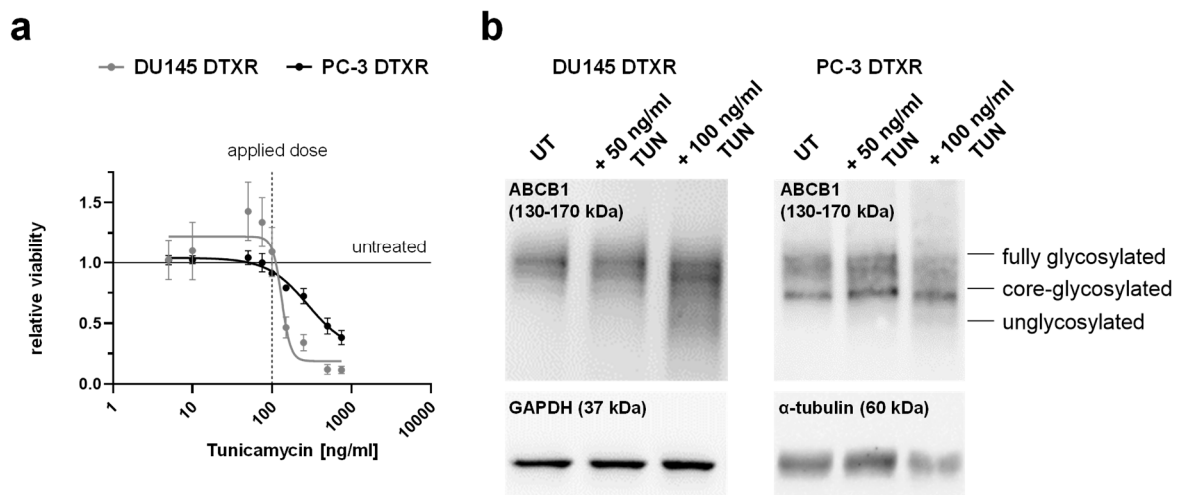 a
DU145 DTXR
PC-3 DTXR
applied dose
untreated
relative viability
1.5
1.0
0.5
0.0
1
10
100
1000
10000
Tunicamycin [ng/ml]
b
DU145 DTXR
PC-3 DTXR
UT
+ 50 ng/ml
TUN
+ 100 ng/ml
TUN
UT
+ 50 ng/ml
TUN
+ 100 ng/ml
TUN
ABCB1
(130-170 kDa)
ABCB1
(130-170 kDa)
fully glycosylated
core-glycosylated
unglycosylated
GAPDH (37 kDa)
α-tubulin (60 kDa)